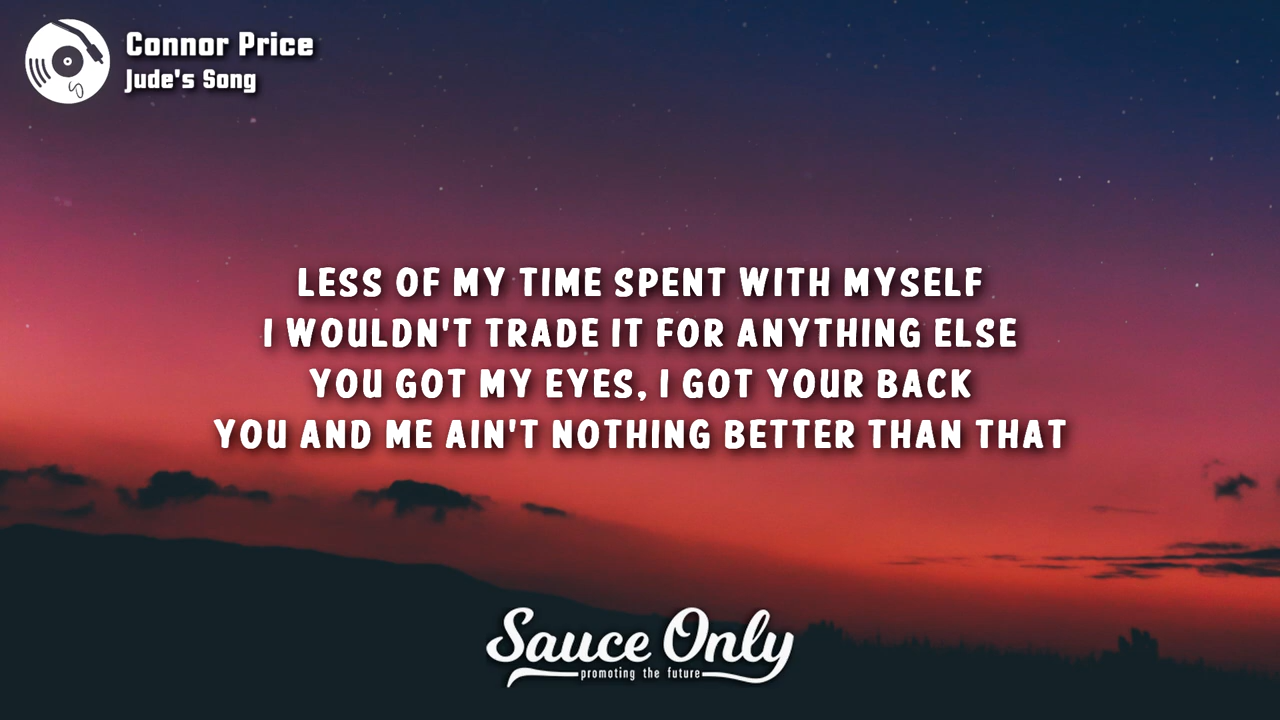 Connor Price
Jude's Song
LESS OF MY TIME SPENT WITH MYSELF
I WOULDN'T TRADE IT FOR ANYTHING ELSE
YOU GOT MY EYES, I GOT YOUR BACK
YOU AND ME AIN'T NOTHING BETTER THAN THAT
Sauce Only
promoting the future